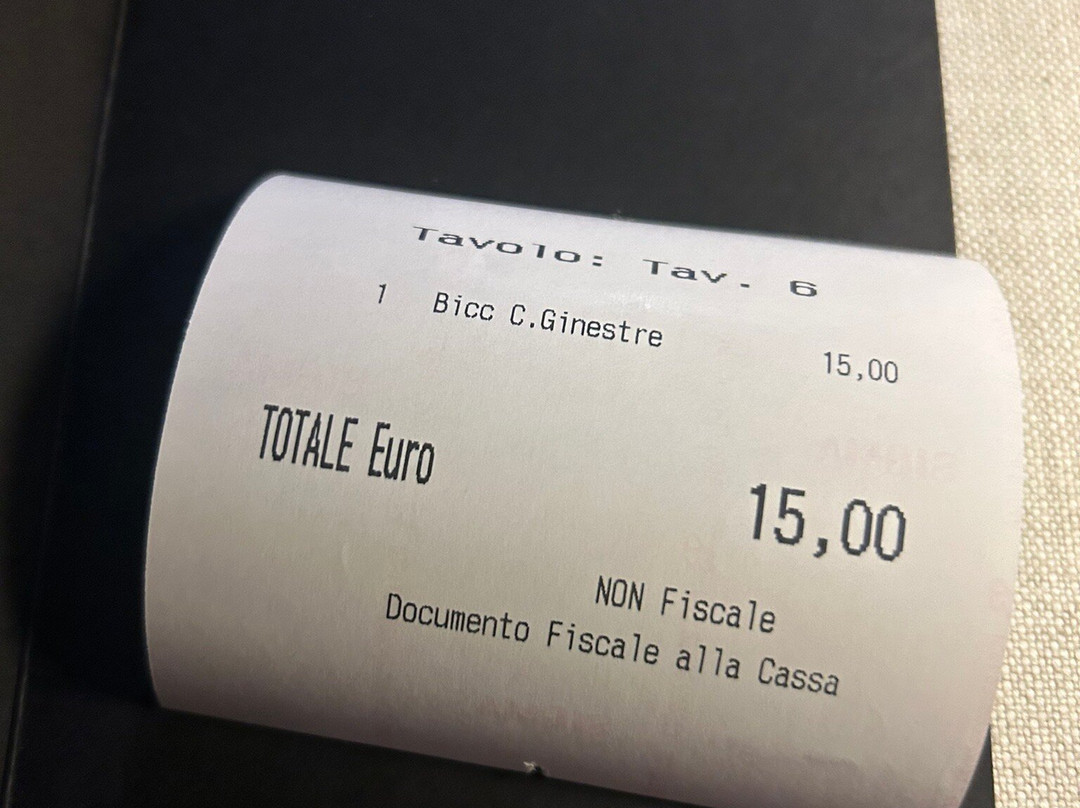 Tavolo: Tav. 6
1 Bicc C.Ginestre 15,00
TOTALE Euro 15,00
NON Fiscale
Documento Fiscale alla Cassa